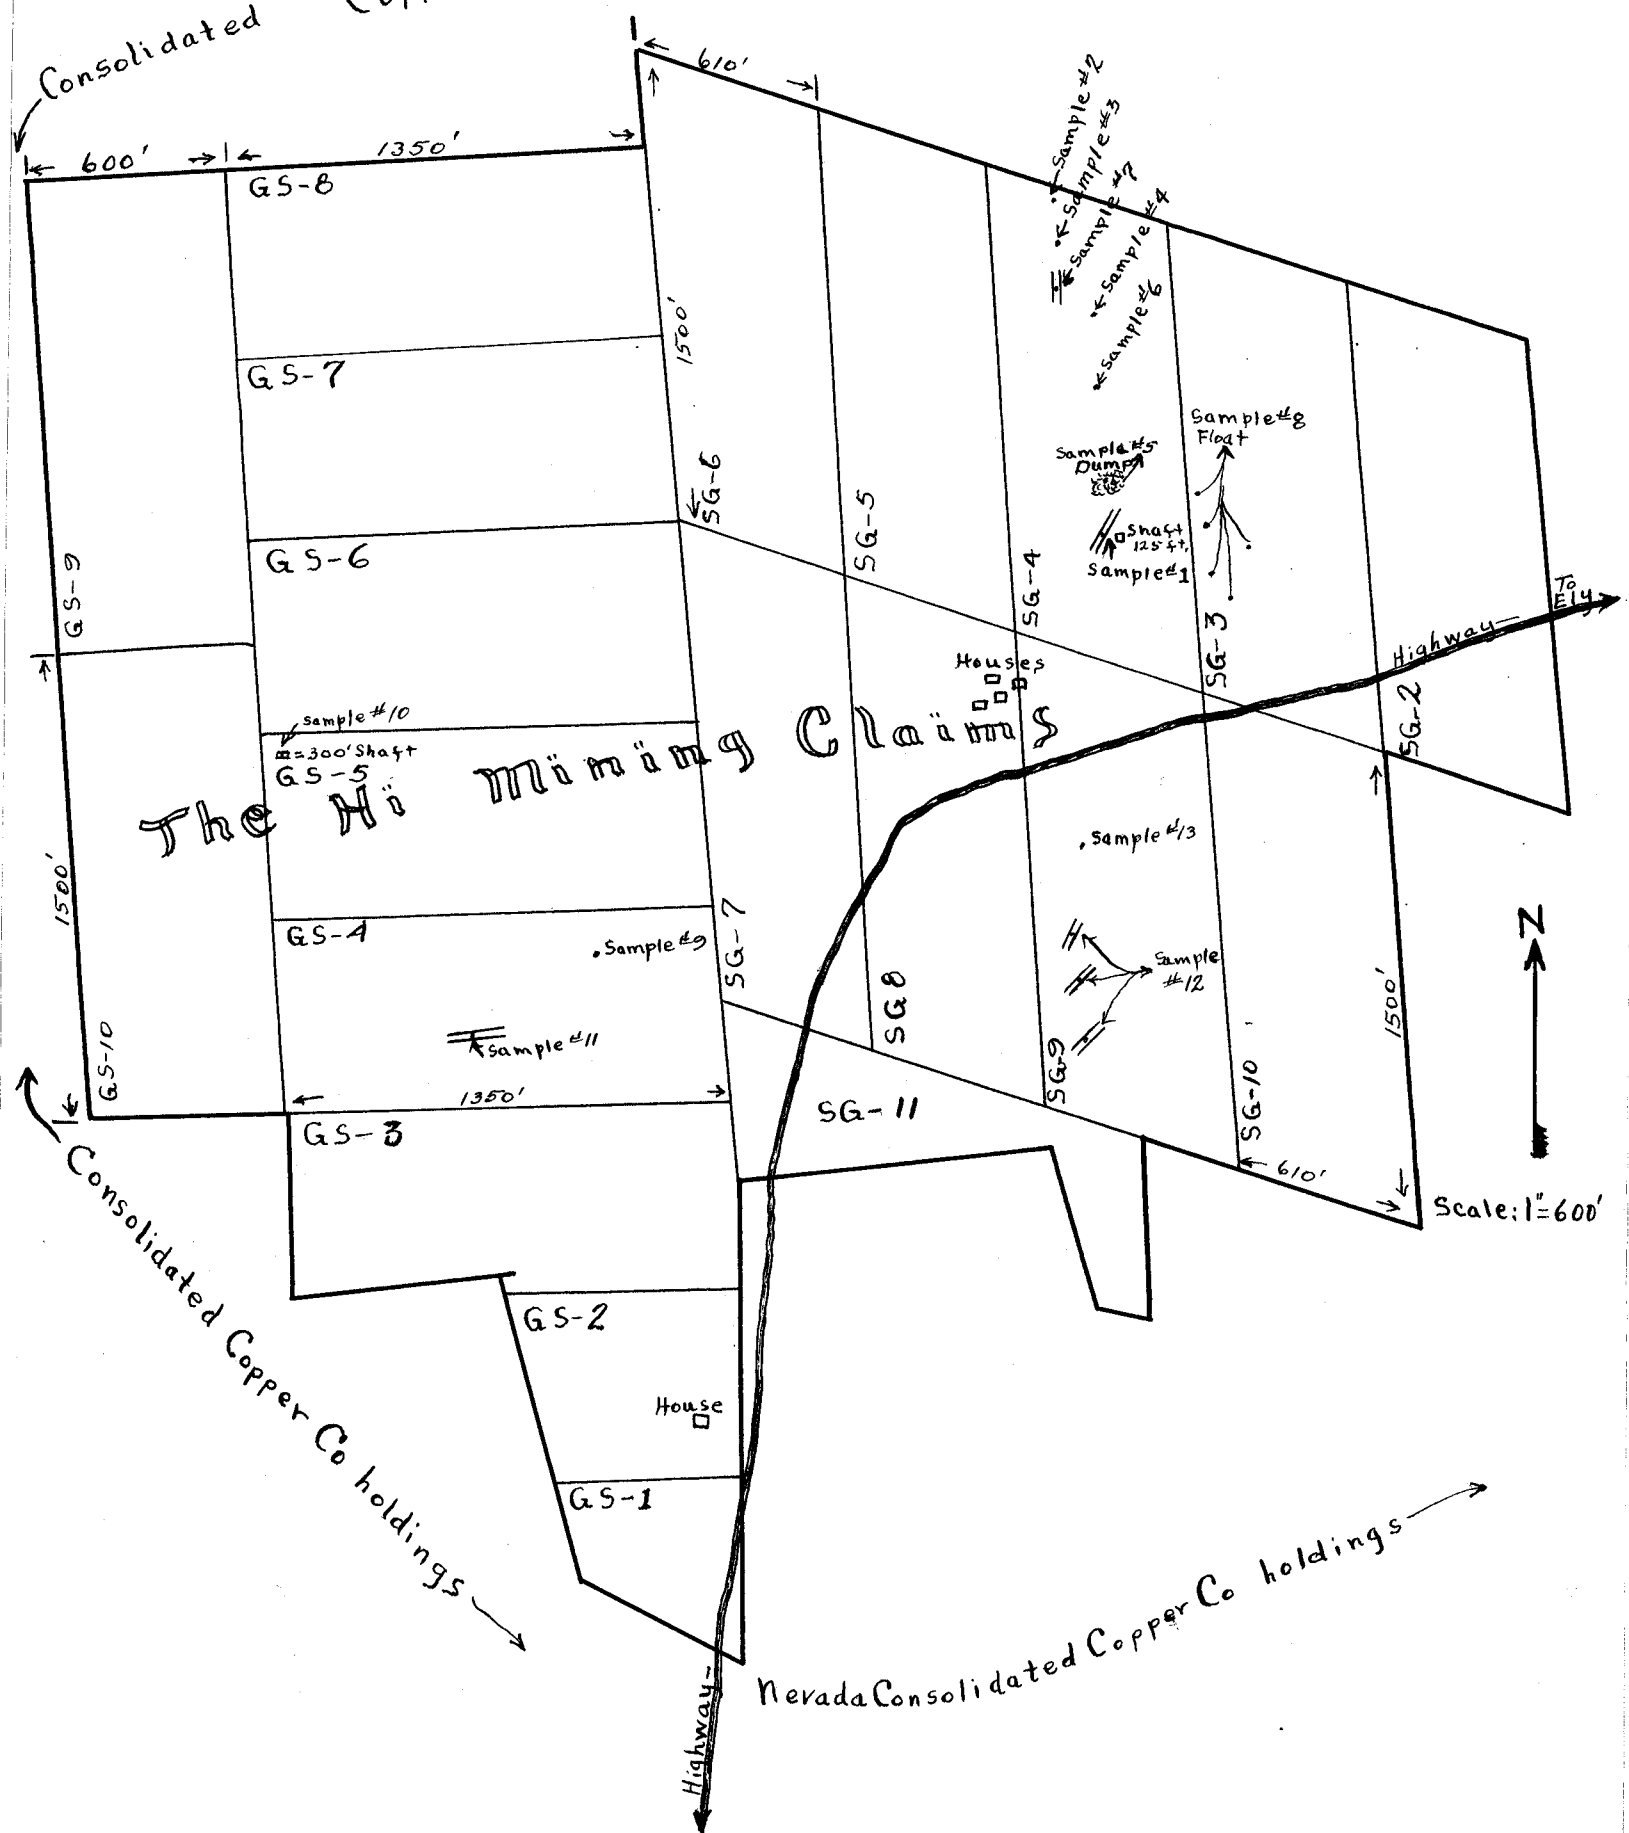 Consolidated
610'
600'
1350'
GS-8
Sample #2
Sample #3
Sample #7
Sample #4
Sample #6
1500'
GS-7
Sample #8
Float
Sample #5
Dump
SG-6
SG-5
GS-6
Shaft
125 ft.
Sample #1
SG-4
GS-9
To
Ely
Highway
SG-3
Houses
SG-2
Sample #10
300' Shaft
GS-5
The Hi Mining Claims
Sample #13
1500'
GS-4
Sample #9
SG-7
N
Sample
#12
SG8
1500'
Sample #11
GS-10
SG-9
SG-10
1350'
SG-11
GS-3
610'
Scale: 1"=600'
Consolidated Copper Co holdings
GS-2
House
GS-1
Nevada Consolidated Copper Co holdings
Highway